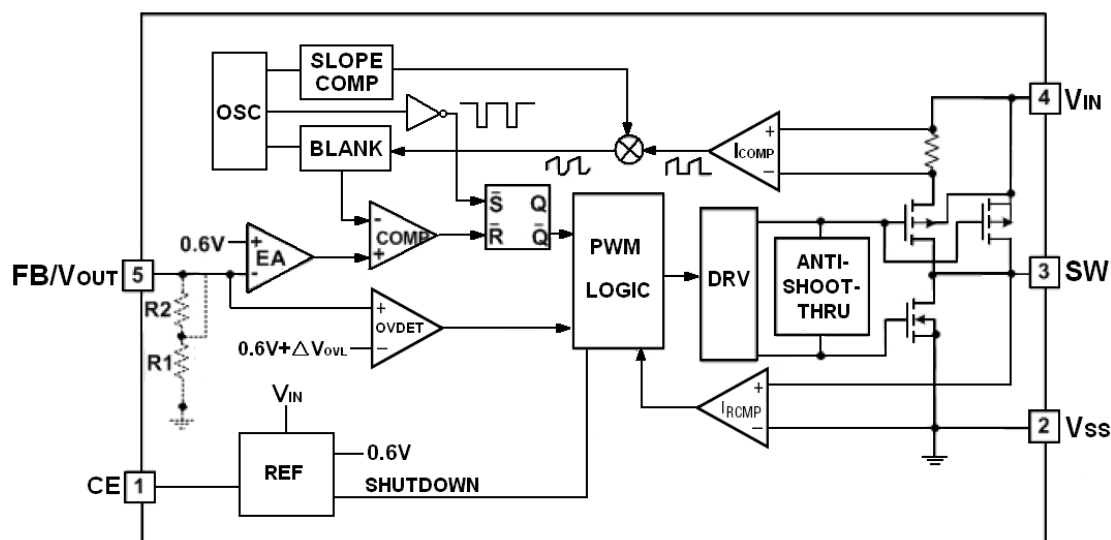 SLOPE
COMP
OSC
BLANK
4
VIN
ICOMP
+
−
S̅ Q
R̅ Q̅
COMP
-
+
0.6V
+
-
EA
FB/VOUT
5
R2
R1
PWM
LOGIC
DRV
ANTI-
SHOOT-
THRU
3
SW
+
−
OVDET
0.6V+△VOVL
+
−
IRCMP
2
VSS
VIN
REF
0.6V
CE
1
SHUTDOWN